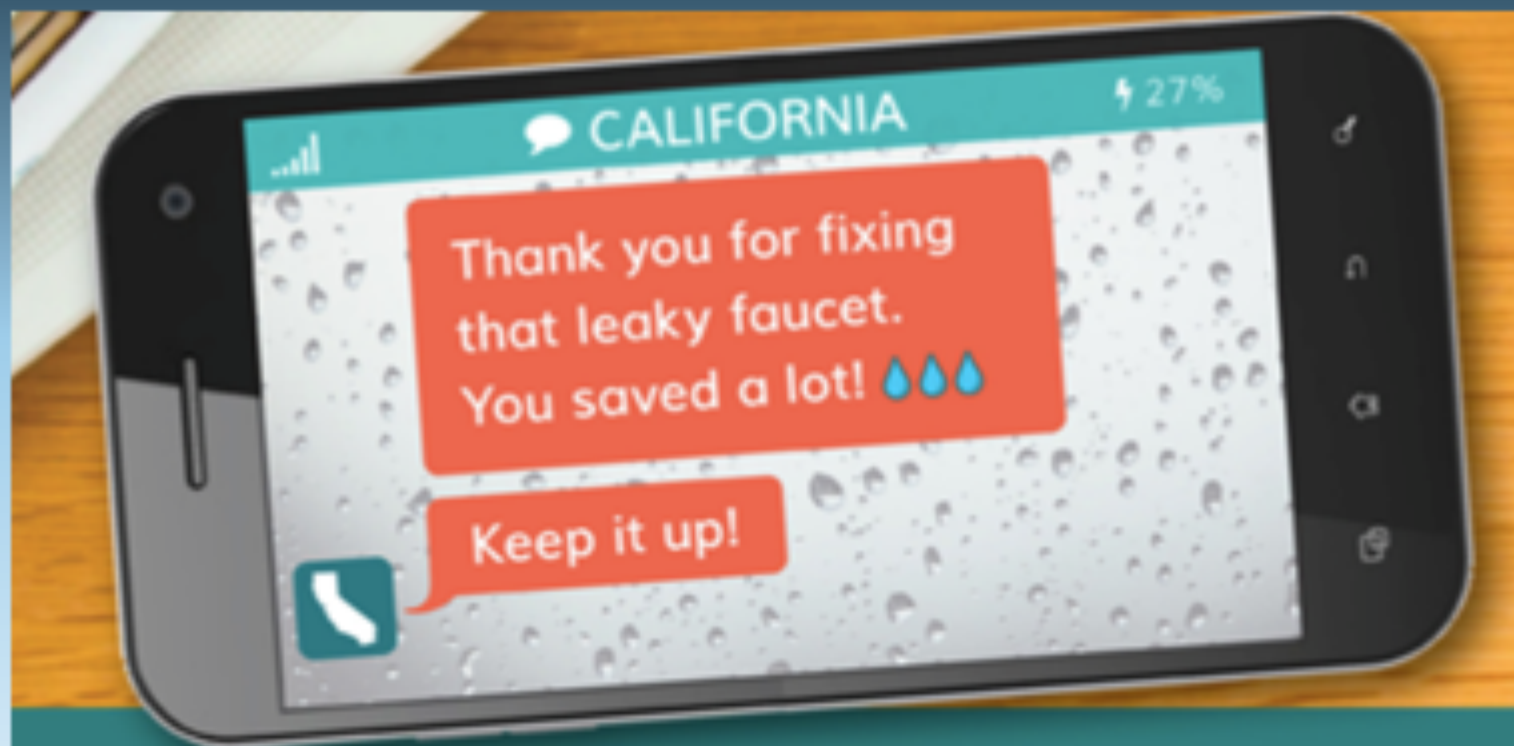 CALIFORNIA
27%
Thank you for fixing
that leaky faucet.
You saved a lot! 💧💧💧
Keep it up!